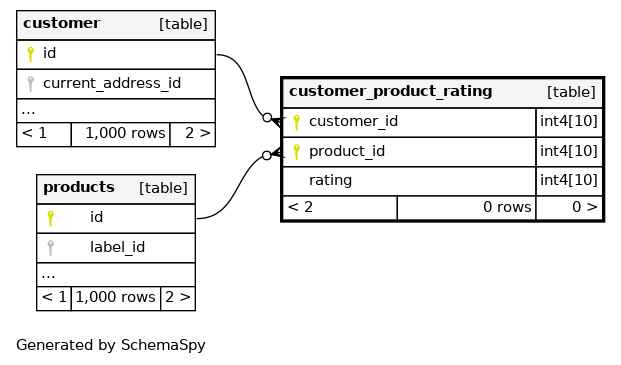 customer [table]
id
current_address_id
...
< 1 1,000 rows 2 >
customer_product_rating [table]
customer_id int4[10]
product_id int4[10]
rating int4[10]
< 2 0 rows 0 >
products [table]
id
label_id
...
< 1 1,000 rows 2 >
Generated by SchemaSpy